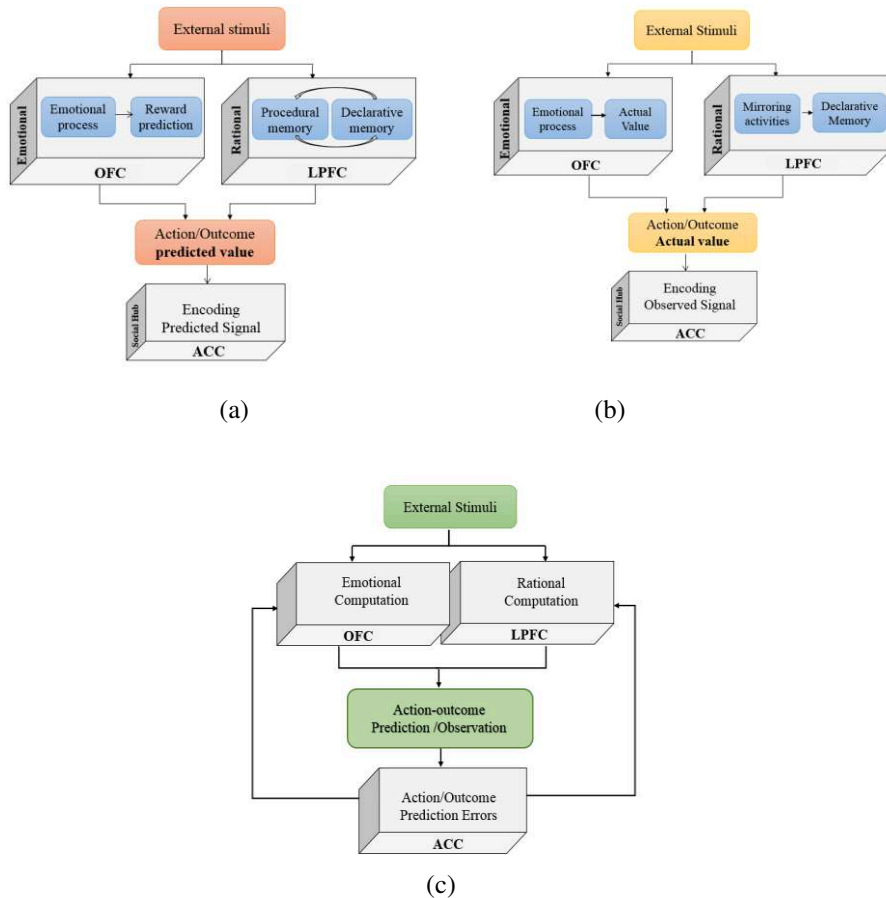 External stimuli
Emotional
Emotional process
Reward prediction
OFC
Rational
Procedural memory
Declarative memory
LPFC
Action/Outcome
predicted value
Social Hub
Encoding
Predicted Signal
ACC
(a)
External Stimuli
Emotional
Emotional process
Actual Value
OFC
Rational
Mirroring activities
Declarative Memory
LPFC
Action/Outcome
Actual value
Social Hub
Encoding
Observed Signal
ACC
(b)
External Stimuli
Emotional
Computation
OFC
Rational
Computation
LPFC
Action-outcome
Prediction /Observation
Action/Outcome
Prediction Errors
ACC
(c)